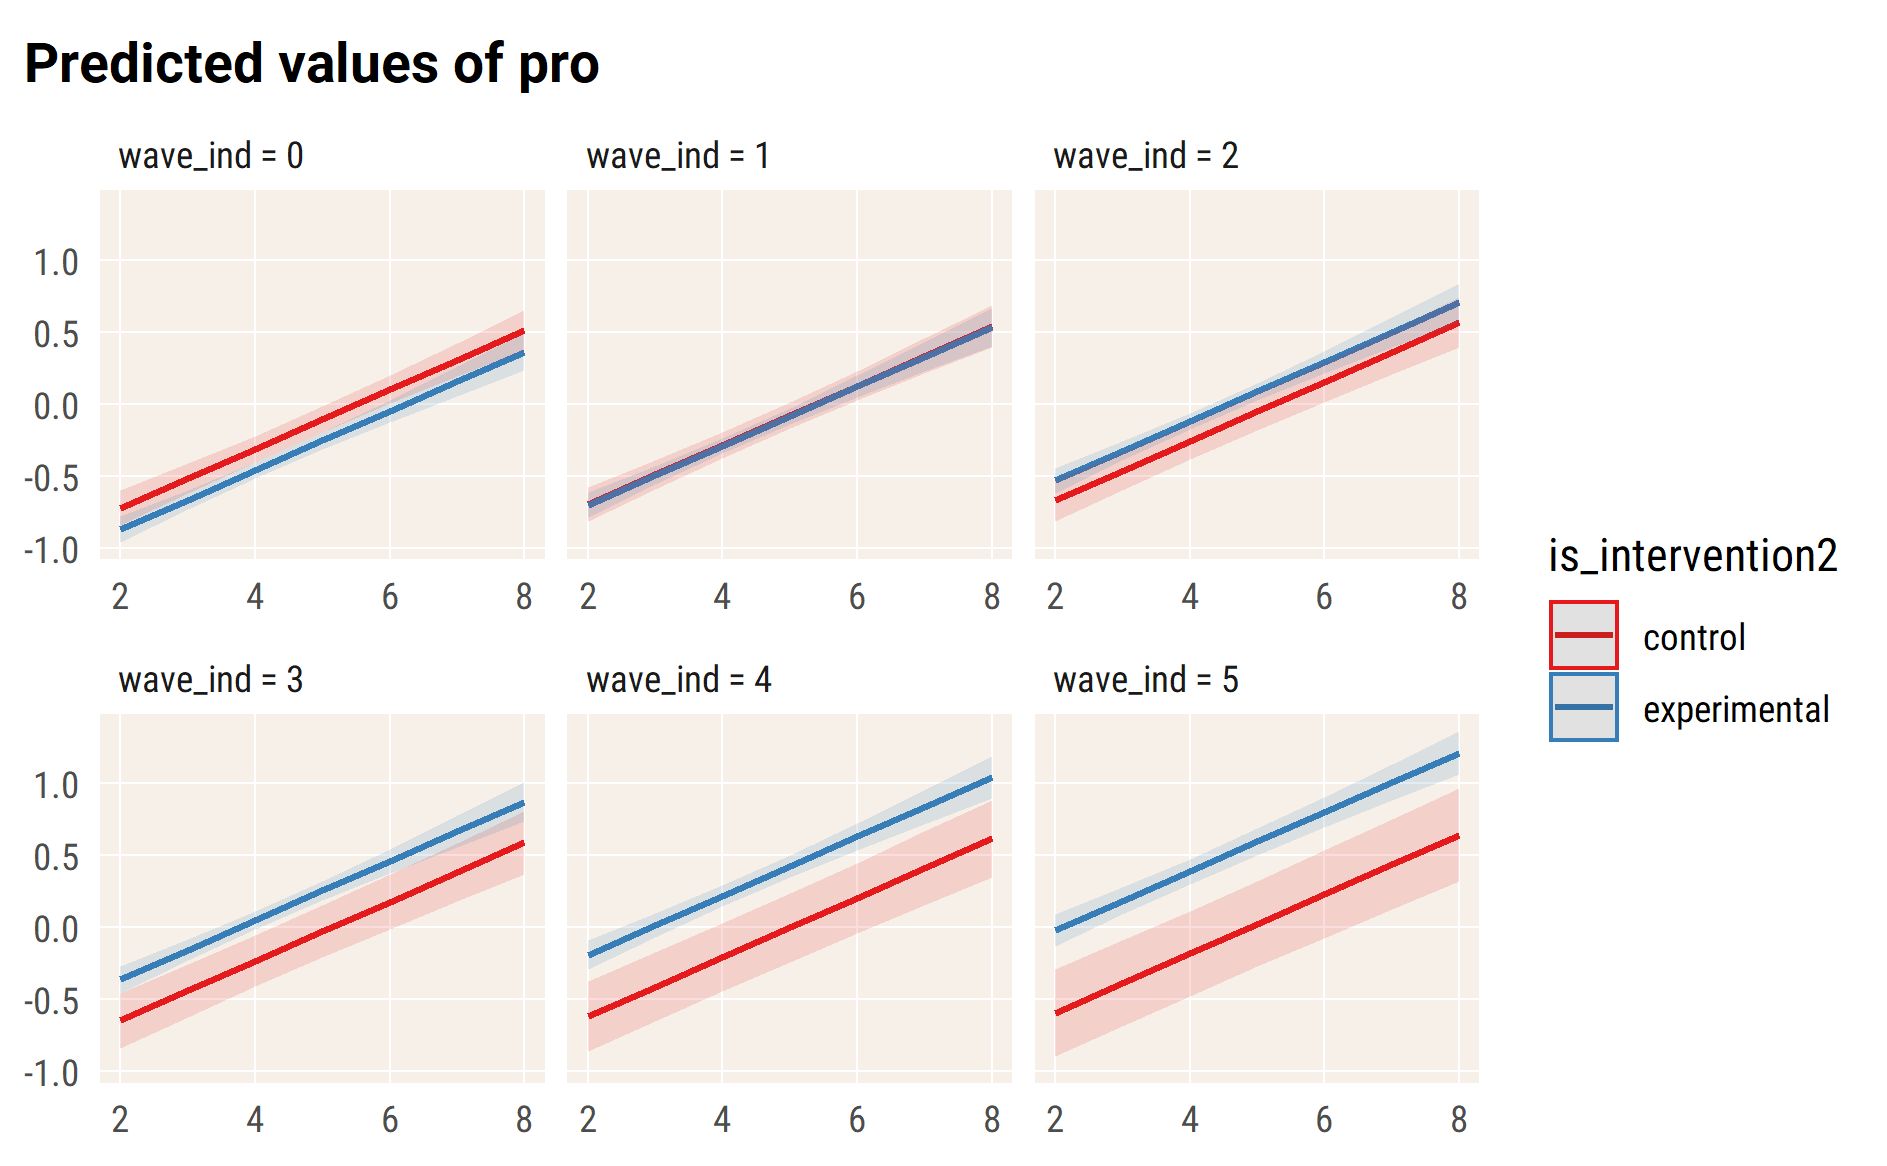 Predicted values of pro
wave_ind = 0
wave_ind = 1
wave_ind = 2
1.0
0.5
0.0
-0.5
-1.0
2 4 6 8
2 4 6 8
2 4 6 8
wave_ind = 3
wave_ind = 4
wave_ind = 5
1.0
0.5
0.0
-0.5
-1.0
2 4 6 8
2 4 6 8
2 4 6 8
is_intervention2
control
experimental